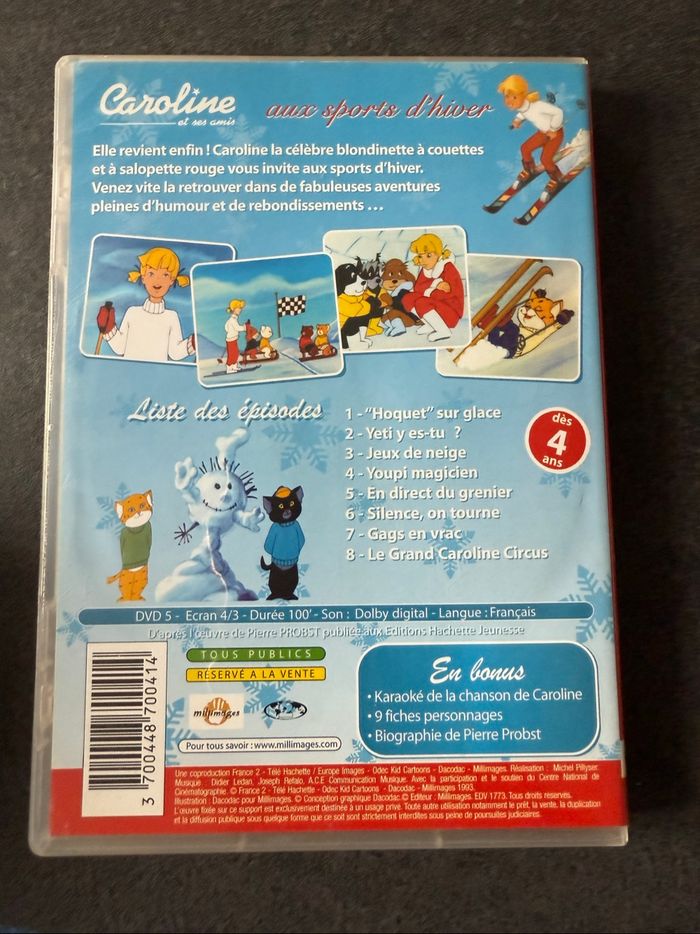 Caroline
et ses amis
aux sports d'hiver
Elle revient enfin ! Caroline la célèbre blondinette à couettes
et à salopette rouge vous invite aux sports d'hiver.
Venez vite la retrouver dans de fabuleuses aventures
pleines d'humour et de rebondissements ...
Liste des épisodes
1 - "Hoquet" sur glace
2 - Yeti y es-tu ?
3 - Jeux de neige
4 - Youpi magicien
5 - En direct du grenier
6 - Silence, on tourne
7 - Gags en vrac
8 - Le Grand Caroline Circus
dès
4
ans
DVD 5 - Ecran 4/3 - Durée 100' - Son : Dolby digital - Langue : Français
D'après l'œuvre de Pierre PROBST publiée aux Editions Hachette Jeunesse
TOUS PUBLICS
RÉSERVÉ A LA VENTE
millimages
Pour tous savoir : www.millimages.com
En bonus
• Karaoké de la chanson de Caroline
• 9 fiches personnages
• Biographie de Pierre Probst
3 700448 700414
Une coproduction France 2 - Télé Hachette / Europe Images - Odec Kid Cartoons - Dacodac - Millimages. Réalisation : Michel Pillyser.
Musique : Didier Ledan, Joseph Refalo, A.C.E Communication Musique. Avec la participation et le soutien du Centre National de
Cinématographie. © France 2 - Télé Hachette - Odec Kid Cartoons - Dacodac - Millimages 1993.
Illustration : Dacodac pour Millimages. © Conception graphique Dacodac © Editeur : Millimages. EDV 1773. Tous droits réservés.
L'œuvre fixée sur ce support est exclusivement destinée à un usage privé. Toute autre utilisation notamment le prêt, la vente, la duplication
et la diffusion publique sous quelque forme que ce soit sont strictement interdites sous peine de poursuites judiciaires.